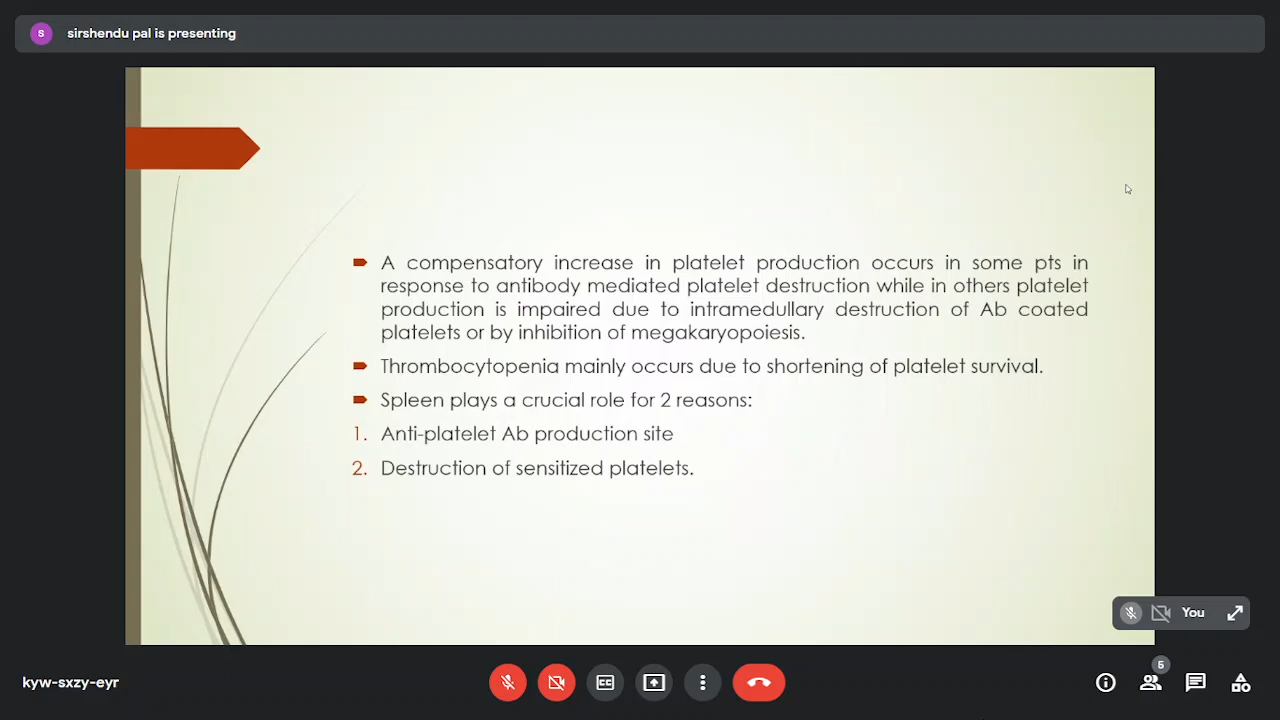 S sirshendu pal is presenting
A compensatory increase in platelet production occurs in some pts in
response to antibody mediated platelet destruction while in others platelet
production is impaired due to intramedullary destruction of Ab coated
platelets or by inhibition of megakaryopoiesis.
Thrombocytopenia mainly occurs due to shortening of platelet survival.
Spleen plays a crucial role for 2 reasons:
1. Anti-platelet Ab production site
2. Destruction of sensitized platelets.
You
kyw-sxzy-eyr
CC
5